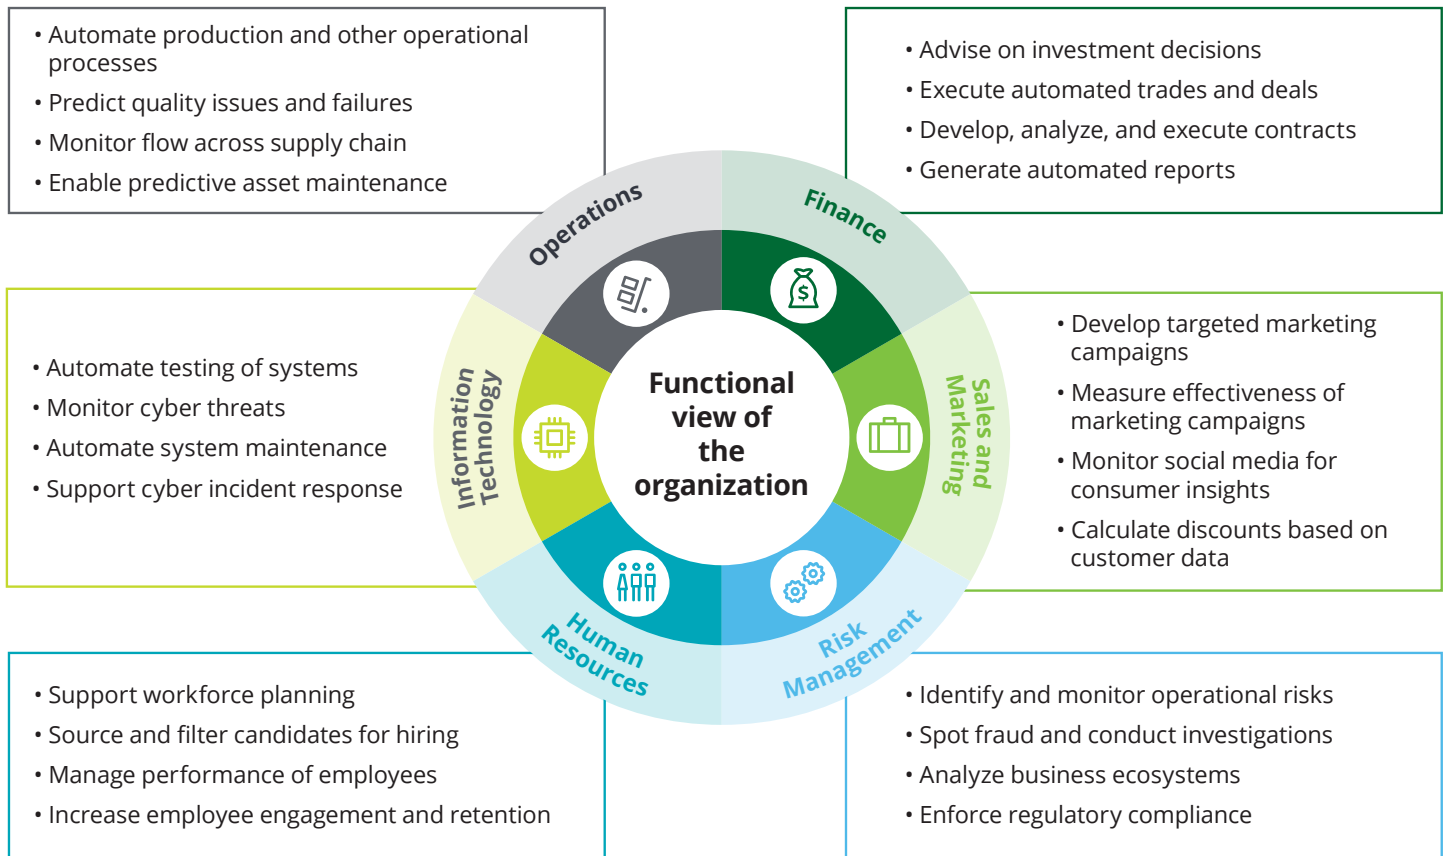 • Automate production and other operational
processes
• Predict quality issues and failures
• Monitor flow across supply chain
• Enable predictive asset maintenance
• Advise on investment decisions
• Execute automated trades and deals
• Develop, analyze, and execute contracts
• Generate automated reports
Operations
Finance
$
• Automate testing of systems
• Monitor cyber threats
• Automate system maintenance
• Support cyber incident response
Information
Technology
Functional
view of
the
organization
Sales and
Marketing
• Develop targeted marketing
campaigns
• Measure effectiveness of
marketing campaigns
• Monitor social media for
consumer insights
• Calculate discounts based on
customer data
Human
Resources
Risk
Management
• Support workforce planning
• Source and filter candidates for hiring
• Manage performance of employees
• Increase employee engagement and retention
• Identify and monitor operational risks
• Spot fraud and conduct investigations
• Analyze business ecosystems
• Enforce regulatory compliance